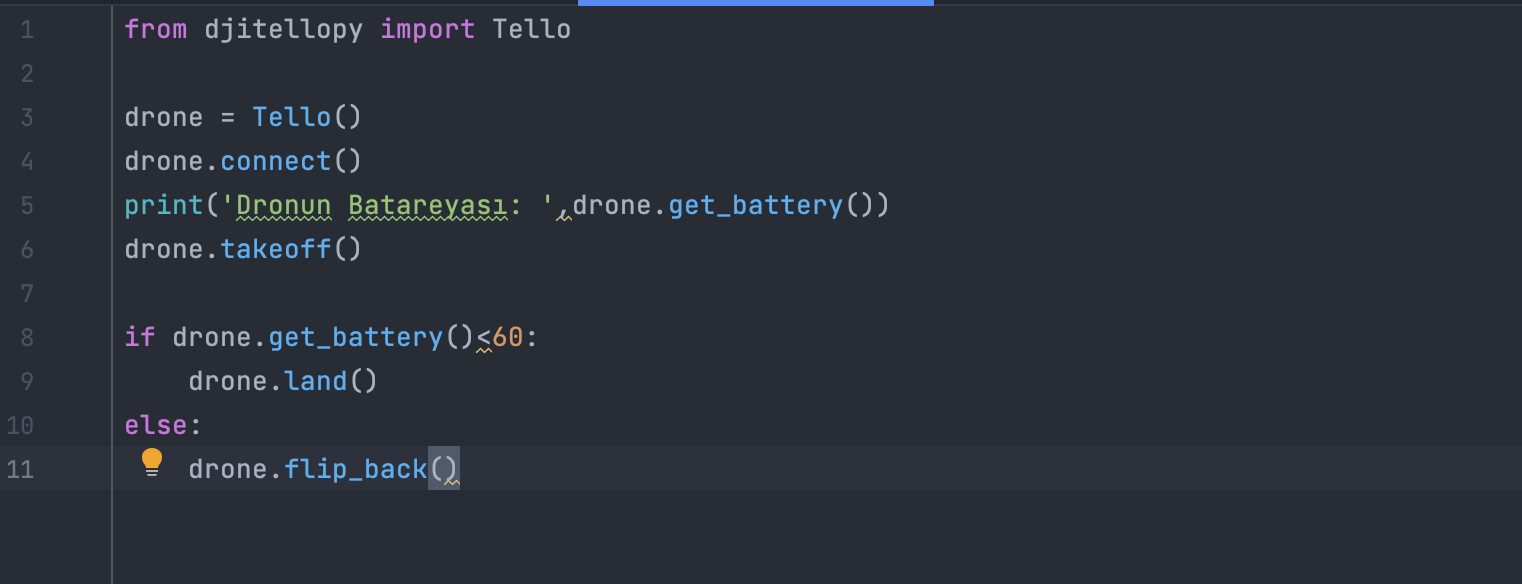 1 from djitellopy import Tello
2
3 drone = Tello()
4 drone.connect()
5 print('Dronun Batareyası: ',drone.get_battery())
6 drone.takeoff()
7
8 if drone.get_battery()<60:
9     drone.land()
10 else:
11     drone.flip_back()